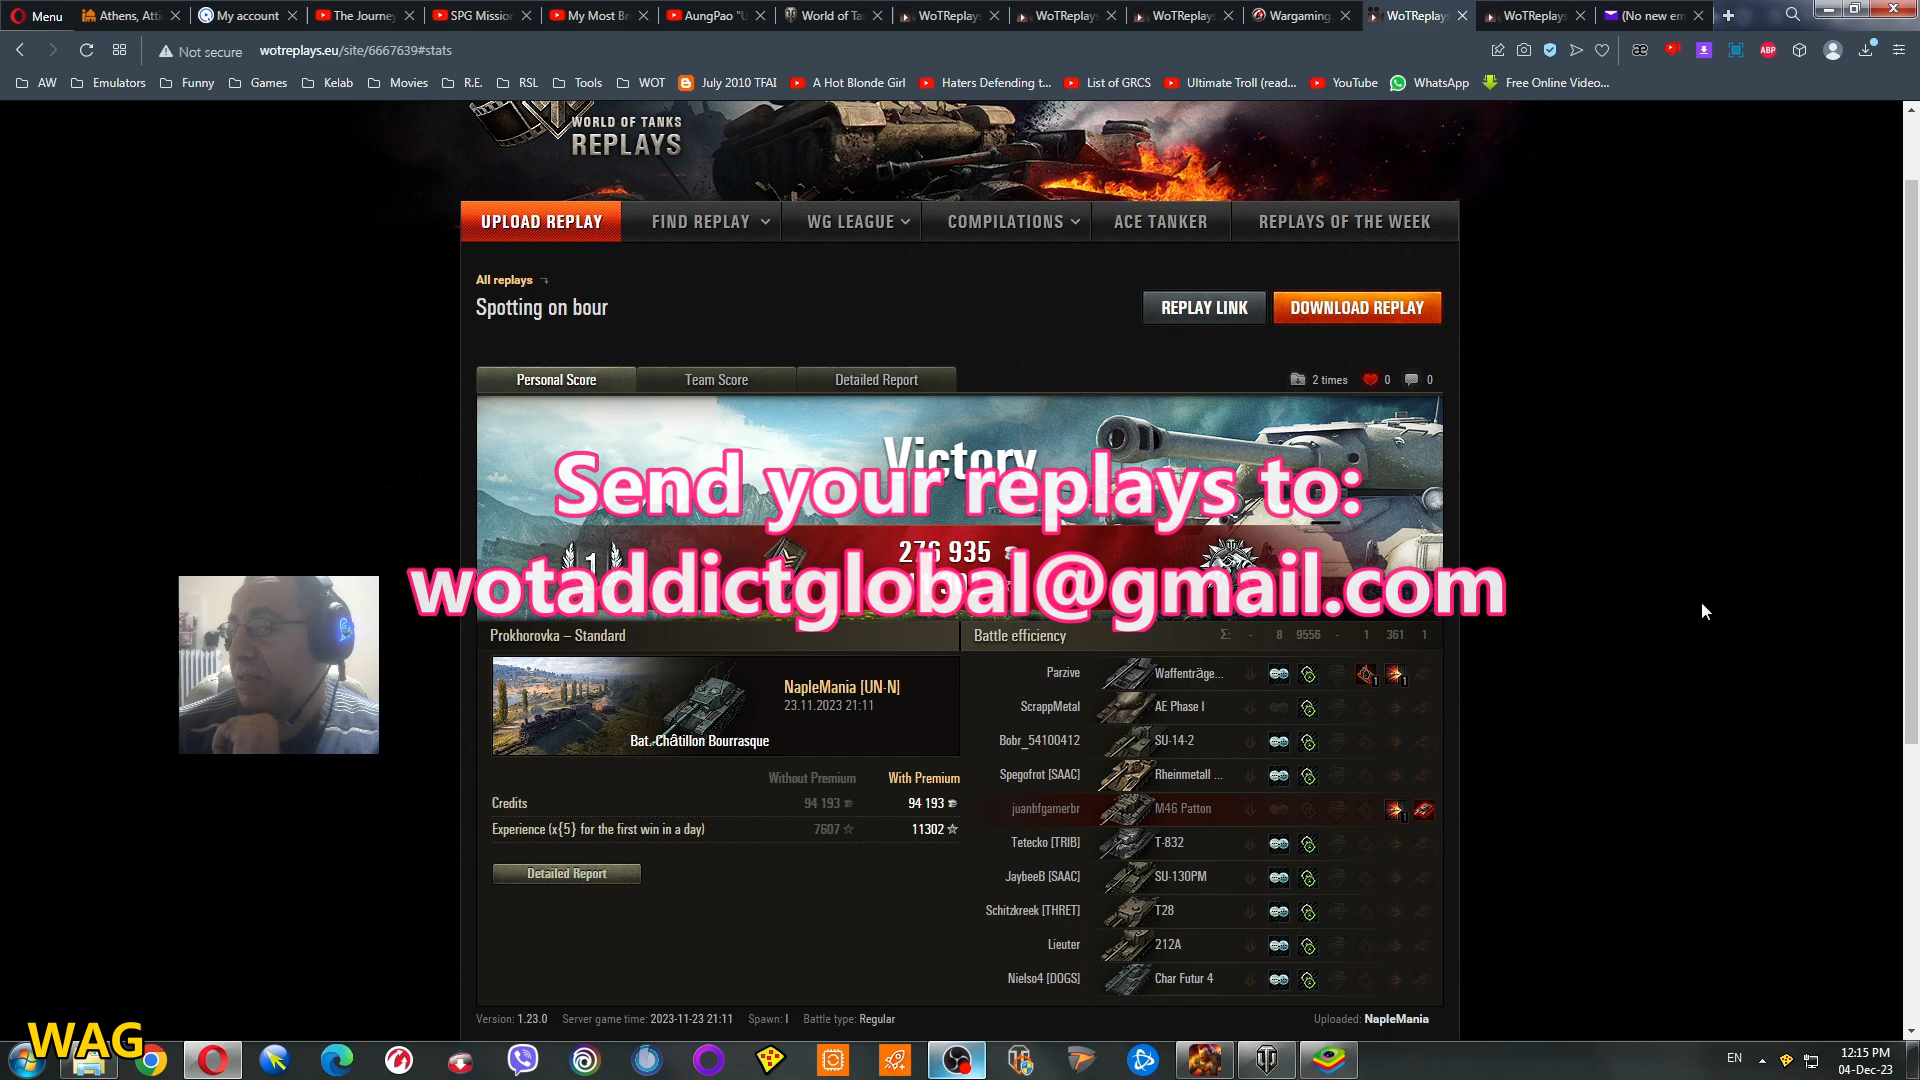 Menu
Athens, Atti
My account
The Journey
SPG Mission
My Most Br
AungPao "U
World of Ta
WoTReplays
WoTReplays
WoTReplays
Wargaming
WoTReplays
WoTReplays
(No new em
Not secure
wotreplays.eu/site/6667639#stats
ABP
AW
Emulators
Funny
Games
Kelab
Movies
R.E.
RSL
Tools
WOT
July 2010 TFAI
A Hot Blonde Girl
Haters Defending t...
List of GRCS
Ultimate Troll (read...
YouTube
WhatsApp
Free Online Video...
WORLD OF TANKS
REPLAYS
UPLOAD REPLAY
FIND REPLAY
WG LEAGUE
COMPILATIONS
ACE TANKER
REPLAYS OF THE WEEK
All replays
Spotting on bour
REPLAY LINK
DOWNLOAD REPLAY
Personal Score
Team Score
Detailed Report
2 times
0
0
Victory
Send your replays to:
276 935
1
wotaddictglobal@gmail.com
Prokhorovka – Standard
Battle efficiency
Σ: - 8 9556 - 1 361 1
NapleMania [UN-N]
23.11.2023 21:11
Bat.-Châtillon Bourrasque
Without Premium
With Premium
Credits
94 193
94 193
Experience (x{5} for the first win in a day)
7607
11302
Detailed Report
Parzive
Waffenträge...
1
1
ScrappMetal
AE Phase I
Bobr_54100412
SU-14-2
Spegofrot [SAAC]
Rheinmetall ...
juanbfgamerbr
M46 Patton
1
Tetecko [TRIB]
T-832
JaybeeB [SAAC]
SU-130PM
Schitzkreek [THRET]
T28
Lieuter
212A
Nielso4 [DOGS]
Char Futur 4
Version: 1.23.0
Server game time: 2023-11-23 21:11
Spawn: I
Battle type: Regular
Uploaded: NapleMania
WAG
EN
12:15 PM
04-Dec-23